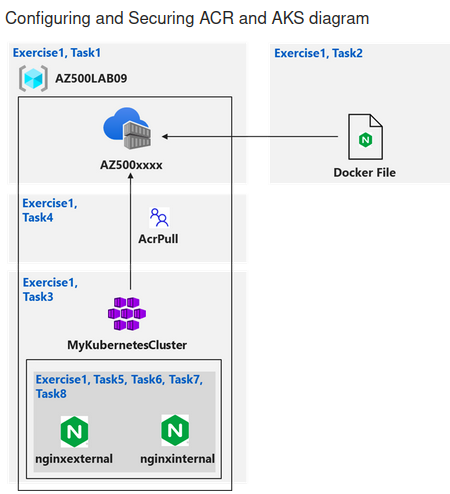 Configuring and Securing ACR and AKS diagram
Exercise1, Task1
AZ500LAB09
AZ500xxxx
Exercise1, Task2
Docker File
Exercise1,
Task4
AcrPull
Exercise1,
Task3
MyKubernetesCluster
Exercise1, Task5, Task6, Task7,
Task8
nginxexternal
nginxinternal